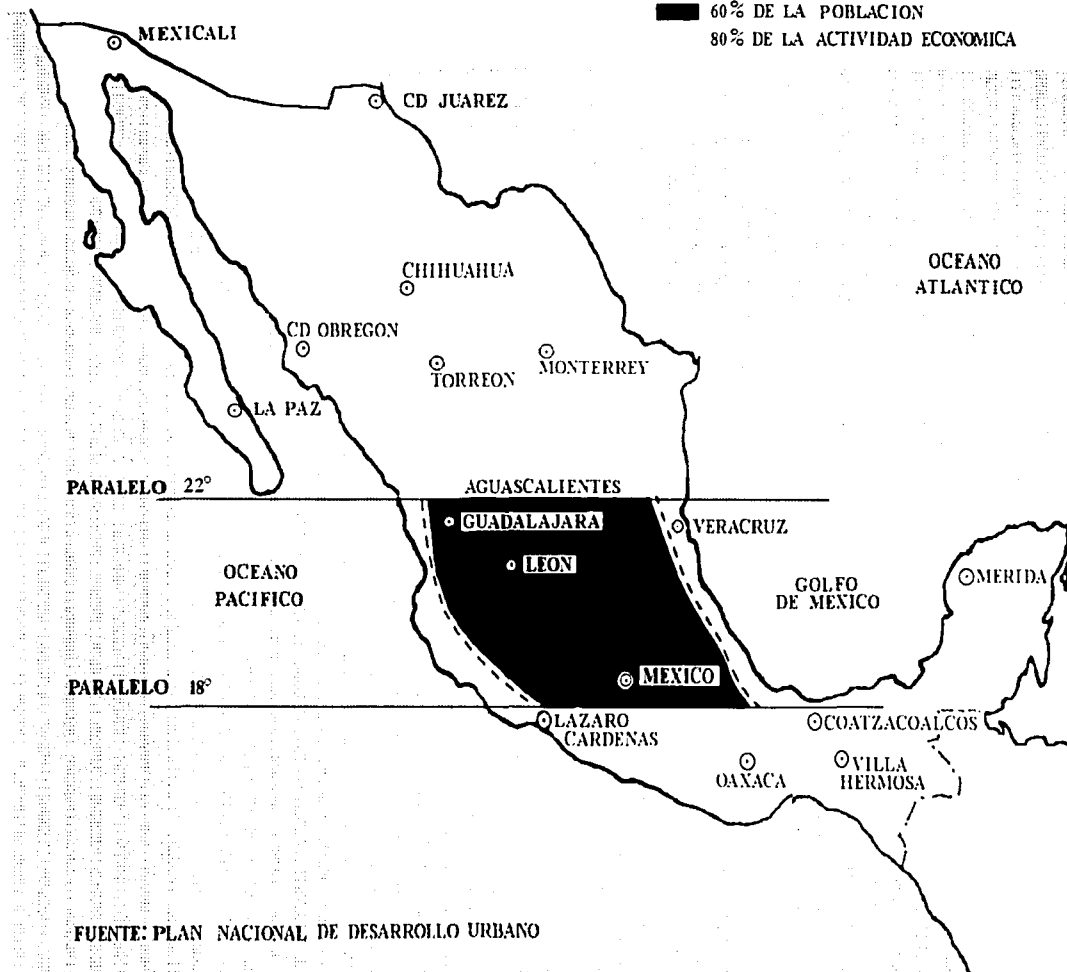 60% DE LA POBLACION
80% DE LA ACTIVIDAD ECONOMICA
MEXICALI
CD JUAREZ
OCEANO
ATLANTICO
CHIHUAHUA
CD OBREGON
TORREON
MONTERREY
LA PAZ
PARALELO 22°
AGUASCALIENTES
GUADALAJARA
VERACRUZ
LEON
OCEANO
PACIFICO
GOLFO
DE MEXICO
MERIDA
MEXICO
PARALELO 18°
LAZARO
CARDENAS
COATZACOALCOS
OAXACA
VILLA
HERMOSA
FUENTE: PLAN NACIONAL DE DESARROLLO URBANO